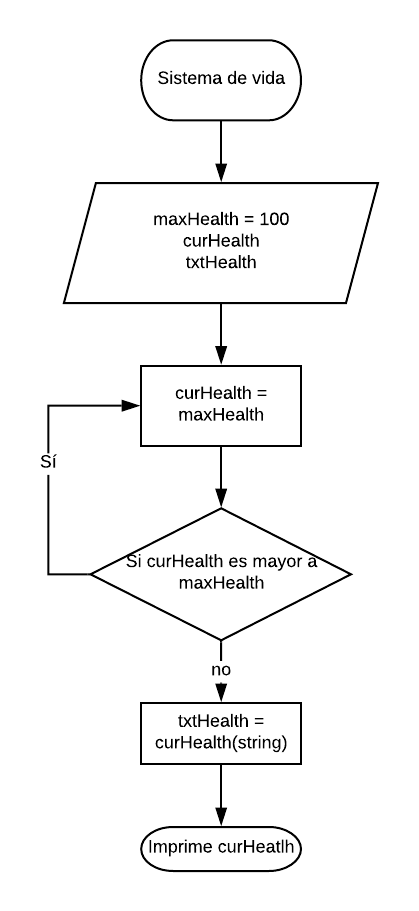 Sistema de vida
maxHealth = 100
curHealth
txtHealth
curHealth =
maxHealth
Sí
Si curHealth es mayor a
maxHealth
no
txtHealth =
curHealth(string)
Imprime curHeatlh